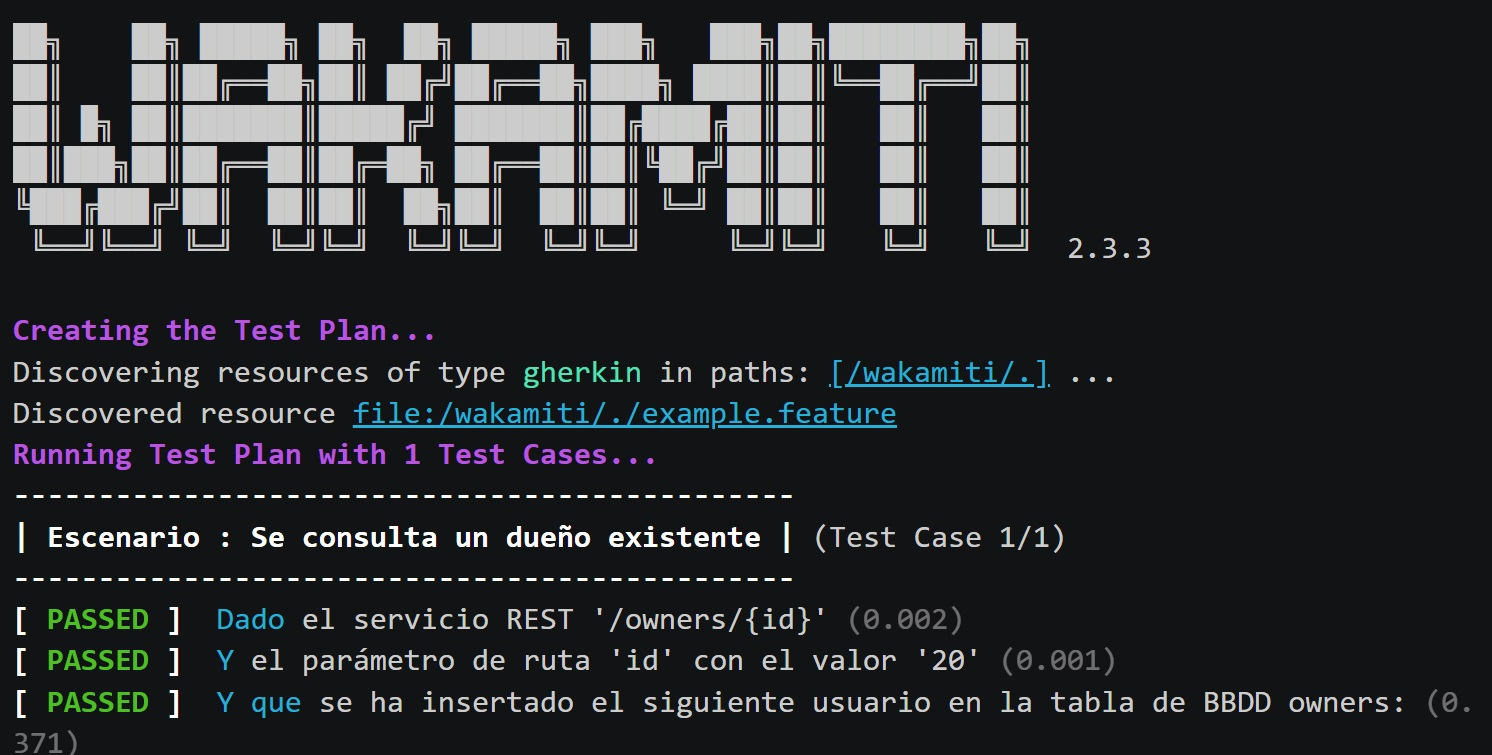 WAKAMITI 2.3.3
Creating the Test Plan...
Discovering resources of type gherkin in paths: [/wakamiti/.] ...
Discovered resource file:/wakamiti/./example.feature
Running Test Plan with 1 Test Cases...
----------------------------------------------
| Escenario : Se consulta un dueño existente | (Test Case 1/1)
----------------------------------------------
[ PASSED ]  Dado el servicio REST '/owners/{id}' (0.002)
[ PASSED ]  Y el parámetro de ruta 'id' con el valor '20' (0.001)
[ PASSED ]  Y que se ha insertado el siguiente usuario en la tabla de BBDD owners: (0.
371)